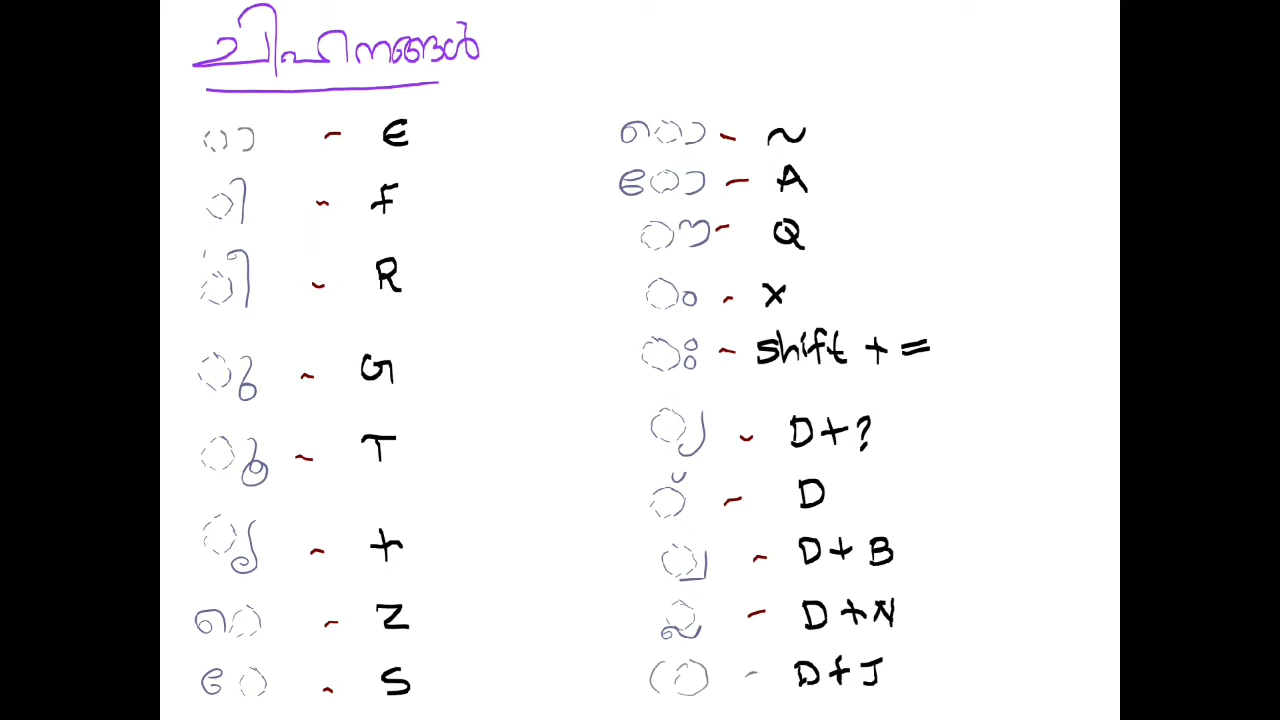 ചിഹ്നങ്ങൾ
ാ - E
ി - F
ീ - R
ു - G
ൂ - T
ൃ - +
െ - Z
േ - S
ൊ - ~
ോ - A
ൗ - Q
ം - X
ഃ - shift + =
്യ - D+?
് - D
്വ - D+B
്ല - D+N
്ര - D+J